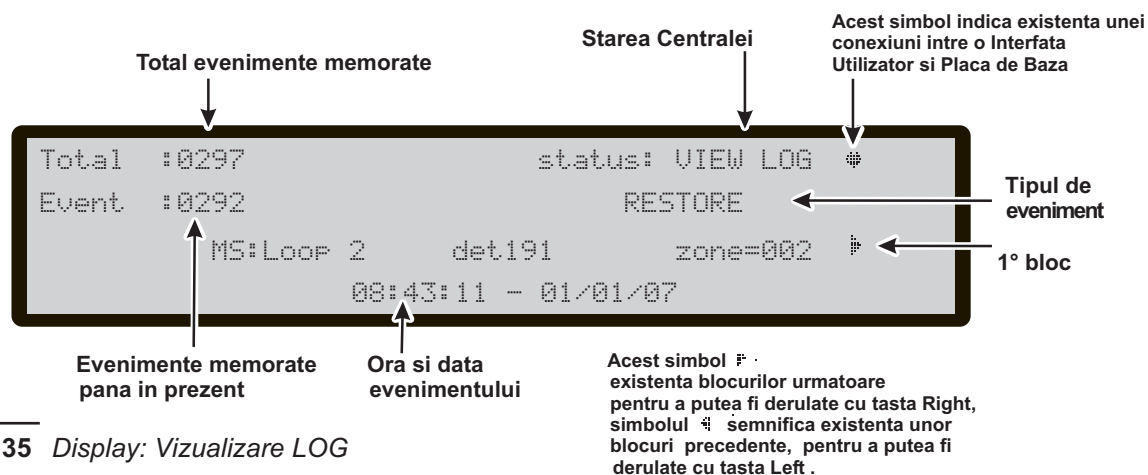 Acest simbol indica existenta unei
conexiuni intre o Interfata
Utilizator si Placa de Baza
Starea Centralei
Total evenimente memorate
Total :0297 status: VIEW LOG
Event :0292 RESTORE
MS:Loop 2 det191 zone=002
08:43:11 - 01/01/07
Tipul de
eveniment
1° bloc
Evenimente memorate
pana in prezent
Ora si data
evenimentului
Acest simbol
existenta blocurilor urmatoare
pentru a putea fi derulate cu tasta Right,
simbolul semnifica existenta unor
blocuri precedente, pentru a putea fi
derulate cu tasta Left .
35 Display: Vizualizare LOG